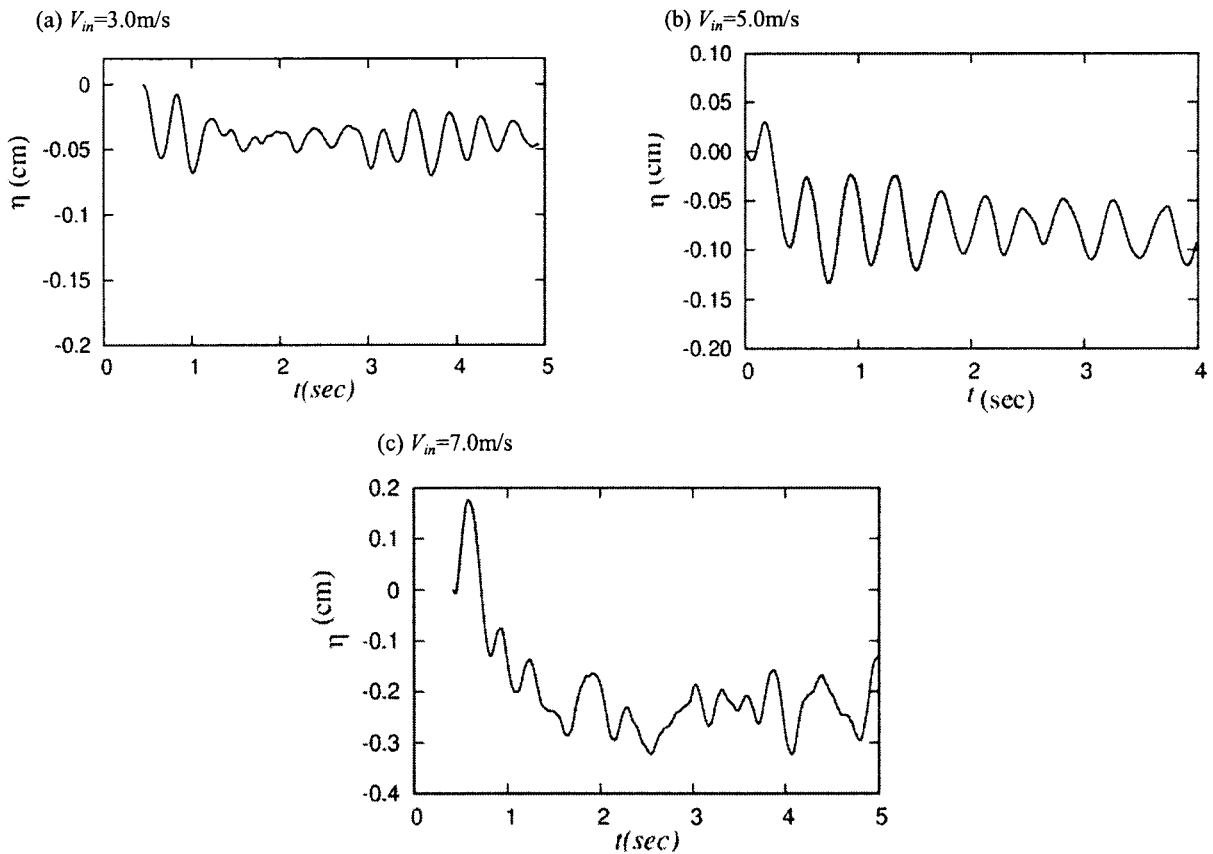 (a) V_in=3.0m/s
0
-0.05
-0.1
-0.15
-0.2
η (cm)
0 1 2 3 4 5
t(sec)
(b) V_in=5.0m/s
0.10
0.05
0.00
-0.05
-0.10
-0.15
-0.20
η (cm)
0 1 2 3 4
t (sec)
(c) V_in=7.0m/s
0.2
0.1
0
-0.1
-0.2
-0.3
-0.4
η (cm)
0 1 2 3 4 5
t(sec)